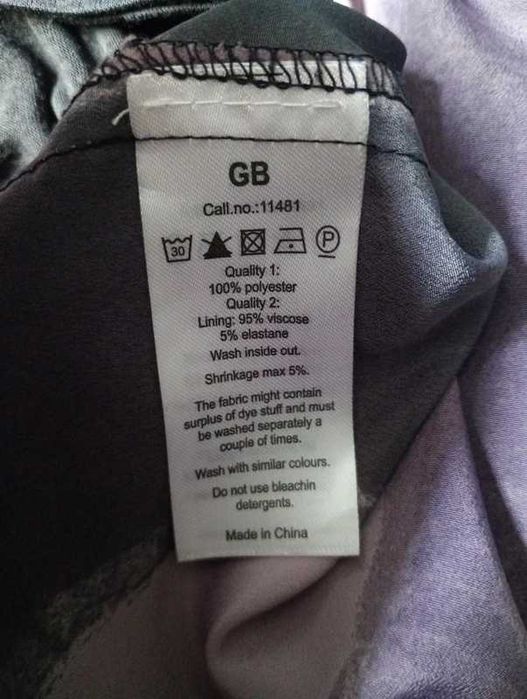 GB
Call.no.:11481
30 P
Quality 1:
100% polyester
Quality 2:
Lining: 95% viscose
5% elastane
Wash inside out.
Shrinkage max 5%.
The fabric might contain
surplus of dye stuff and must
be washed separately a
couple of times.
Wash with similar colours.
Do not use bleachin
detergents.
Made in China